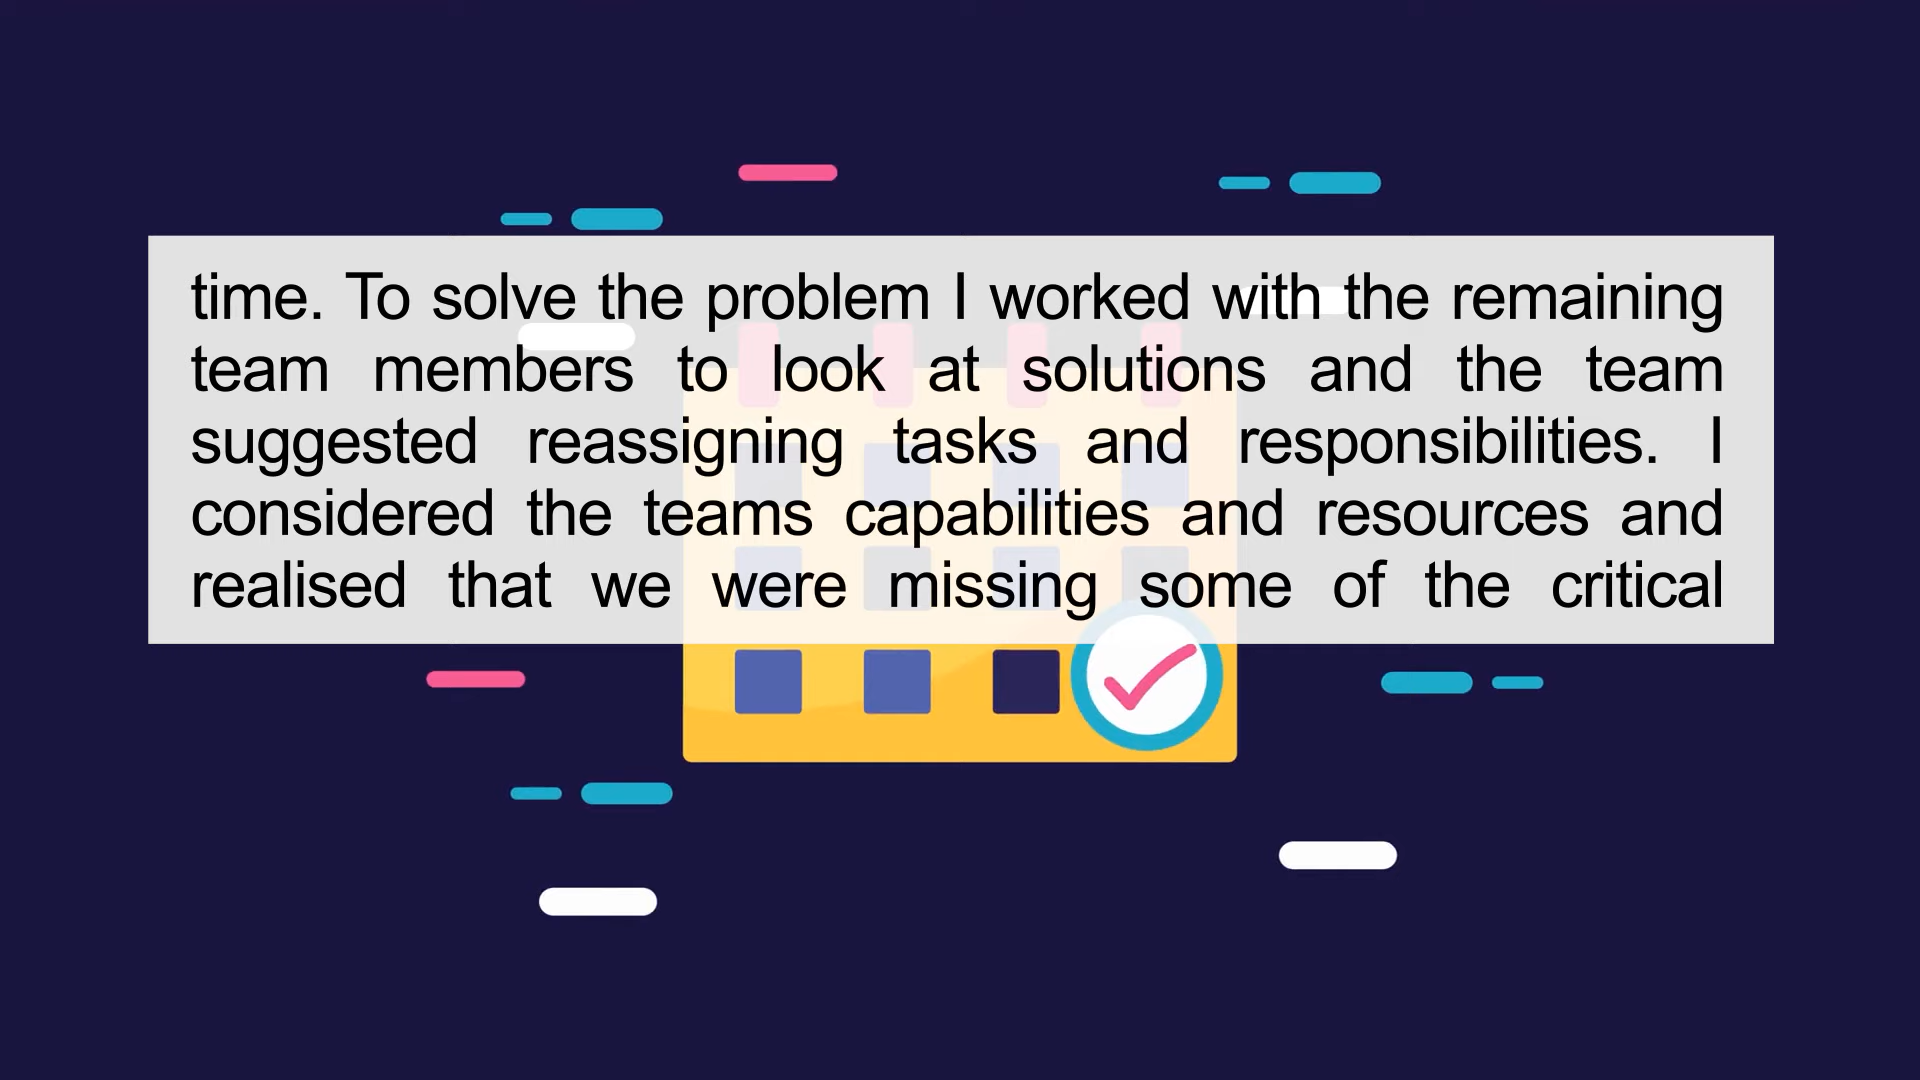 time. To solve the problem I worked with the remaining
team members to look at solutions and the team
suggested reassigning tasks and responsibilities. I
considered the teams capabilities and resources and
realised that we were missing some of the critical